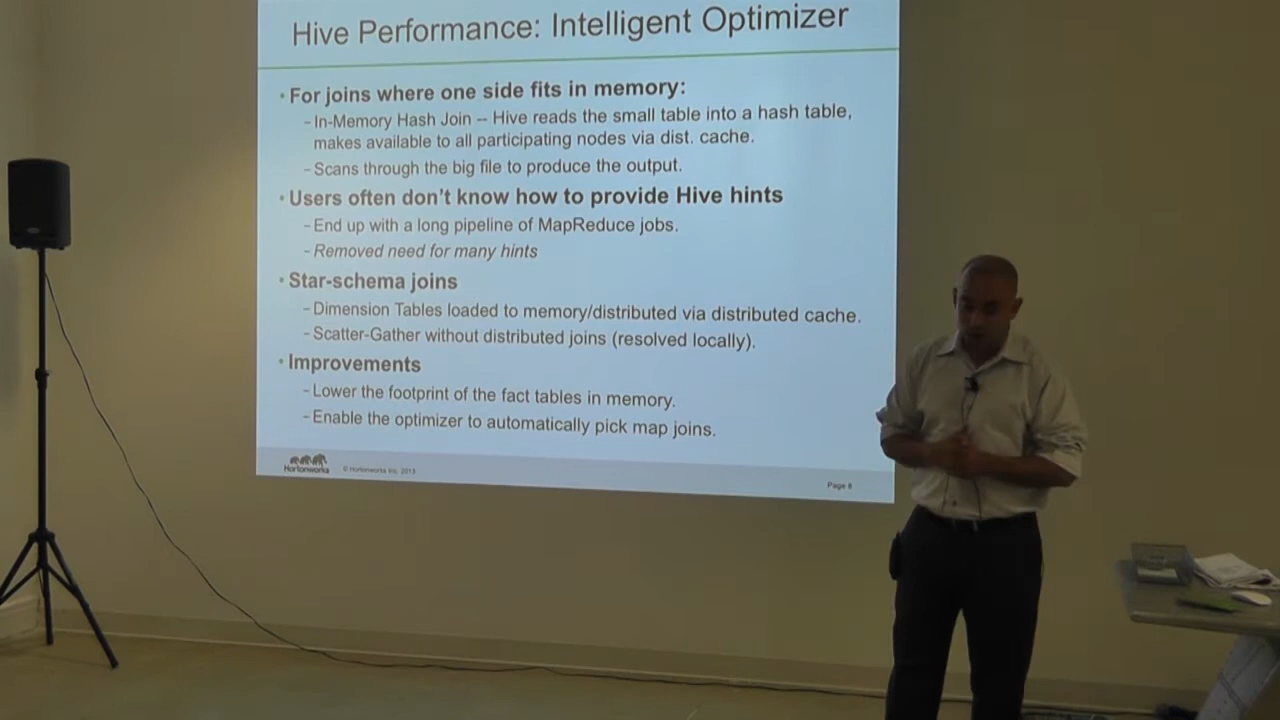 Hive Performance: Intelligent Optimizer
• For joins where one side fits in memory:
– In-Memory Hash Join -- Hive reads the small table into a hash table,
makes available to all participating nodes via dist. cache.
– Scans through the big file to produce the output.
• Users often don't know how to provide Hive hints
– End up with a long pipeline of MapReduce jobs.
– Removed need for many hints
• Star-schema joins
– Dimension Tables loaded to memory/distributed via distributed cache.
– Scatter-Gather without distributed joins (resolved locally).
• Improvements
– Lower the footprint of the fact tables in memory.
– Enable the optimizer to automatically pick map joins.
Hortonworks
© Hortonworks Inc. 2013
Page 8